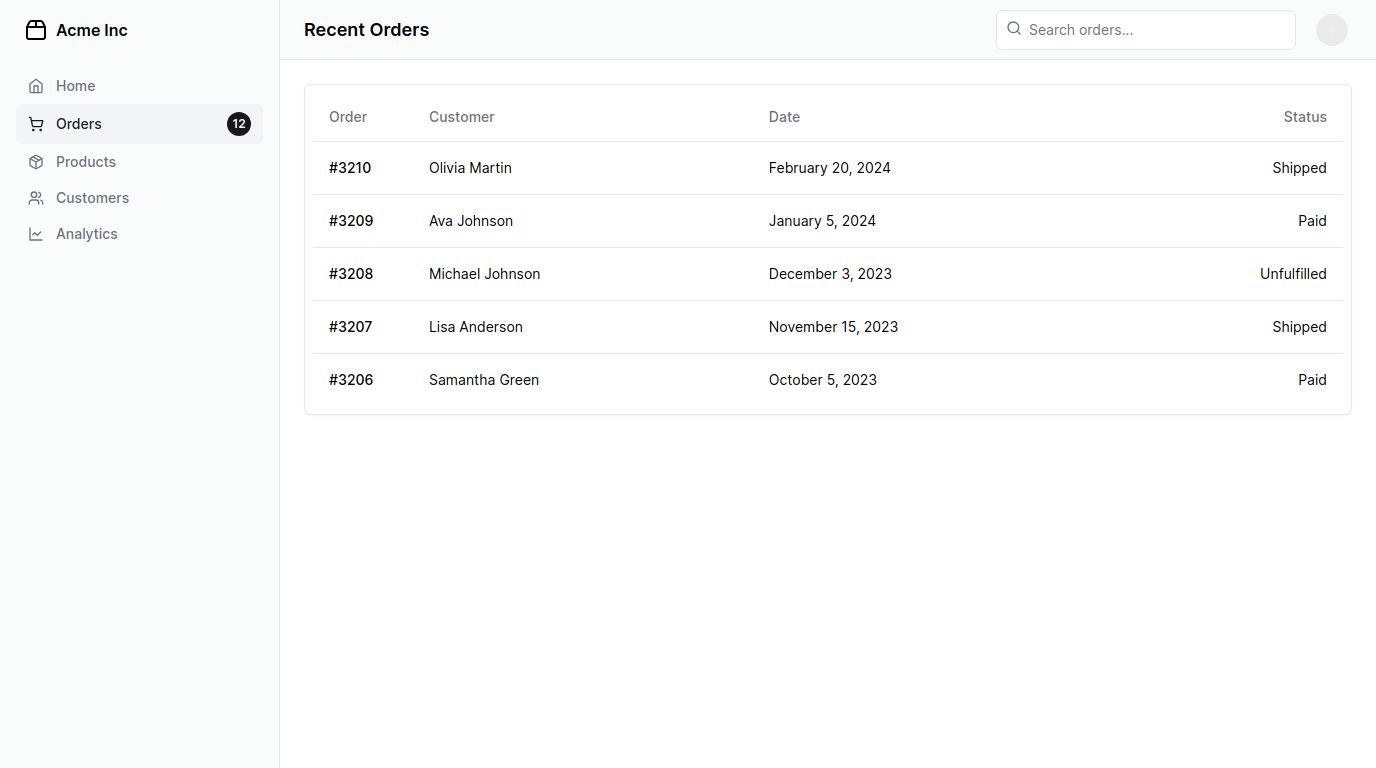 Acme Inc
Home
Orders 12
Products
Customers
Analytics
Recent Orders
Search orders...
Order Customer Date Status
#3210 Olivia Martin February 20, 2024 Shipped
#3209 Ava Johnson January 5, 2024 Paid
#3208 Michael Johnson December 3, 2023 Unfulfilled
#3207 Lisa Anderson November 15, 2023 Shipped
#3206 Samantha Green October 5, 2023 Paid